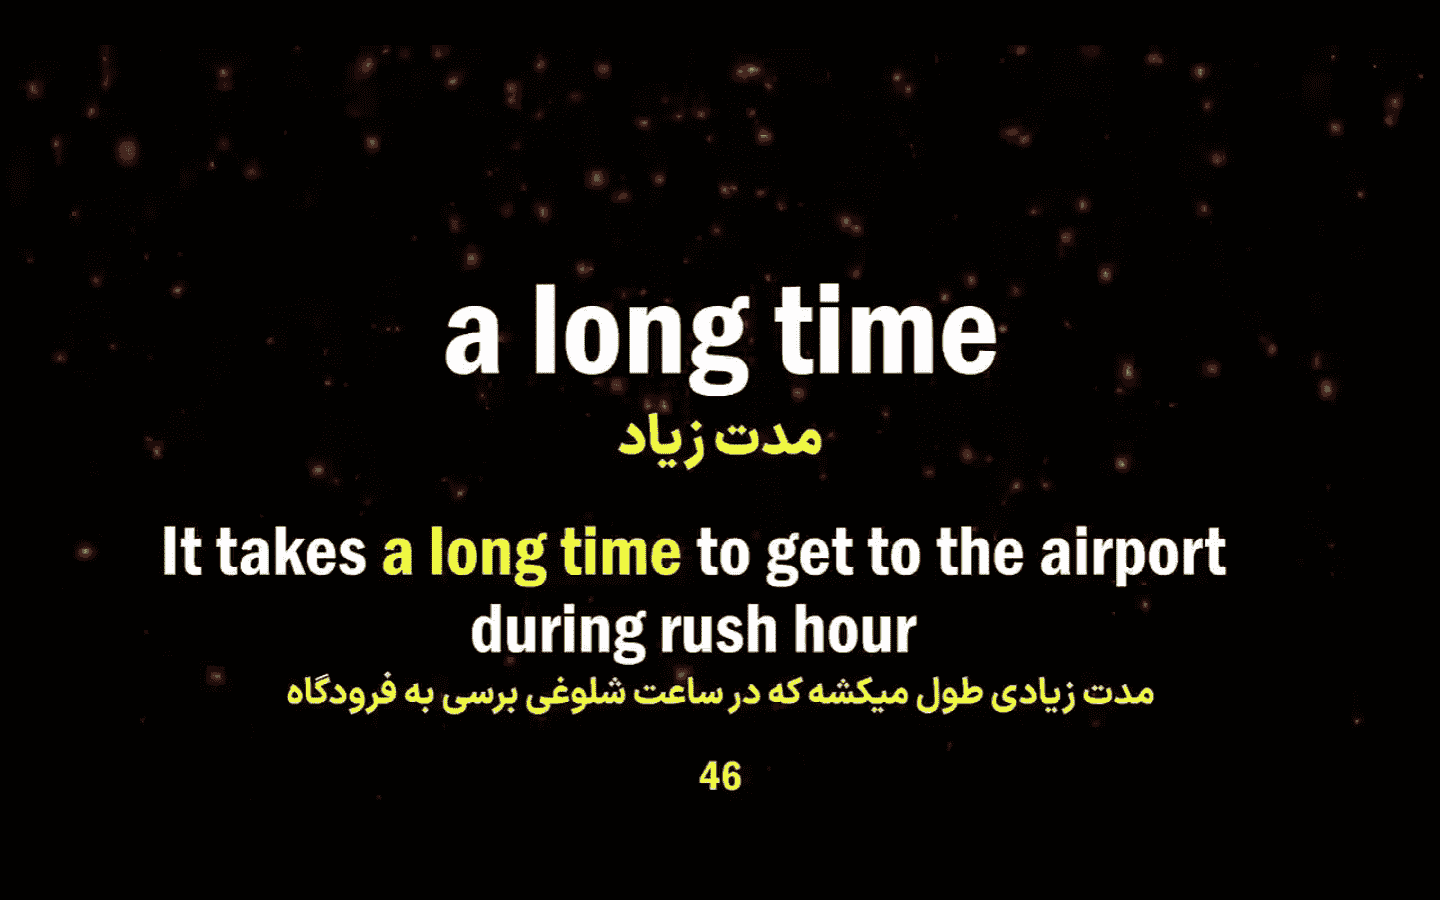 a long time
مدت زیاد
It takes a long time to get to the airport
during rush hour
مدت زیادی طول میکشه که در ساعت شلوغی برسی به فرودگاه
46